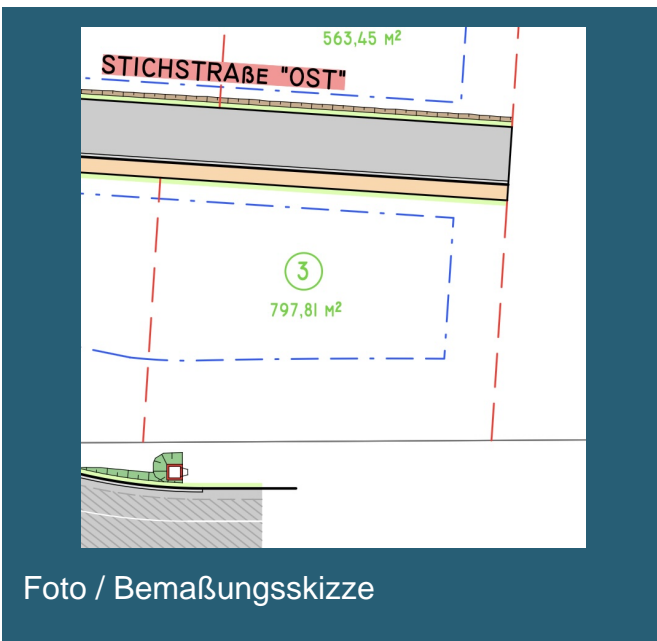 563,45 M²
STICHSTRAßE "OST"
3
797,81 M²
Foto / Bemaßungsskizze